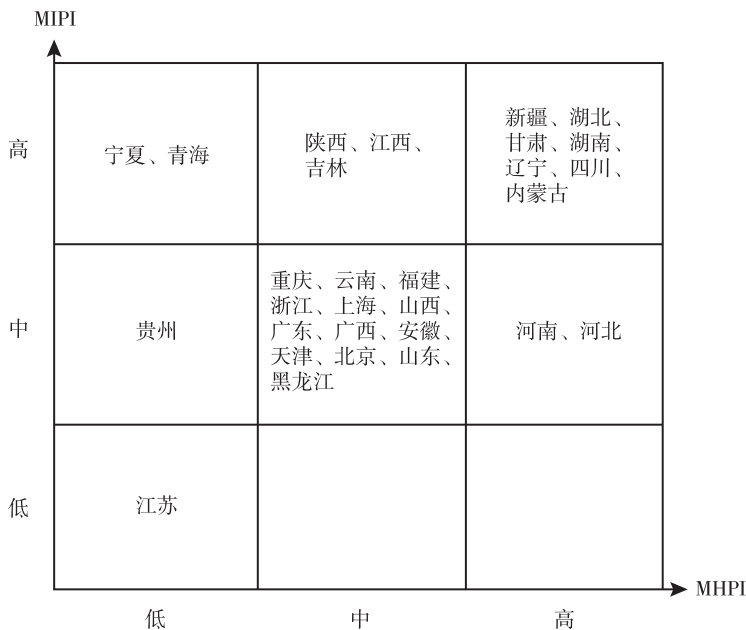 MIPI
高
宁夏、青海
陕西、江西、
吉林
新疆、湖北、
甘肃、湖南、
辽宁、四川、
内蒙古
中
贵州
重庆、云南、福建、
浙江、上海、山西、
广东、广西、安徽、
天津、北京、山东、
黑龙江
河南、河北
低
江苏
MHPI
低
中
高